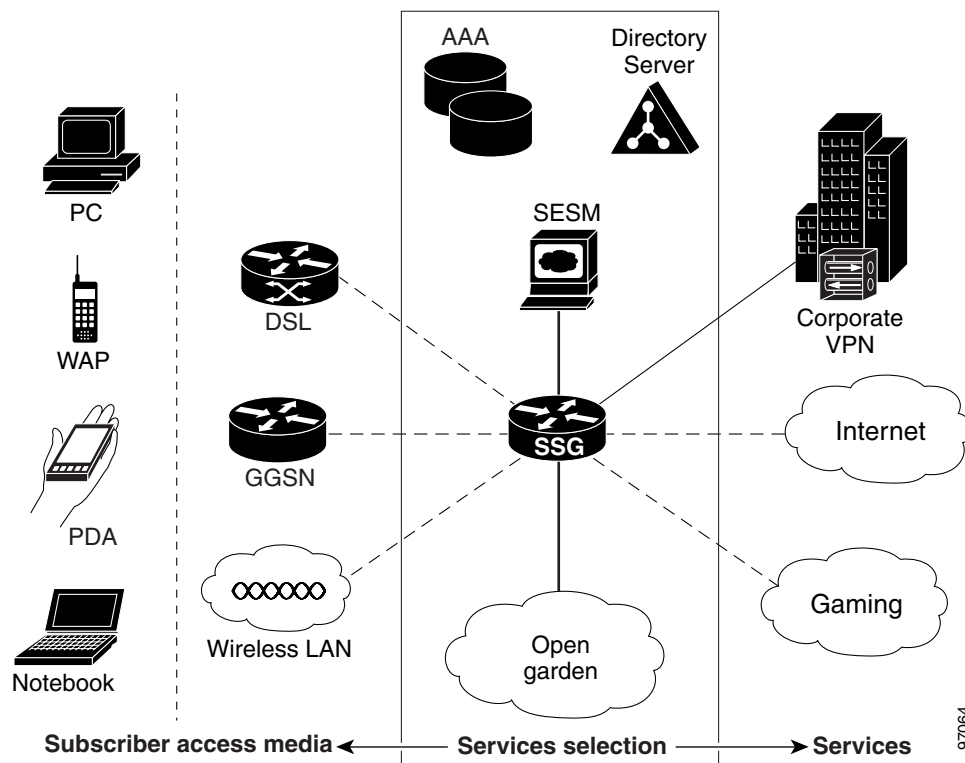 AAA
Directory
Server
PC
SESM
DSL
Corporate
VPN
WAP
Internet
SSG
GGSN
PDA
Gaming
Open
garden
Wireless LAN
Notebook
Subscriber access media
Services selection
Services
97064